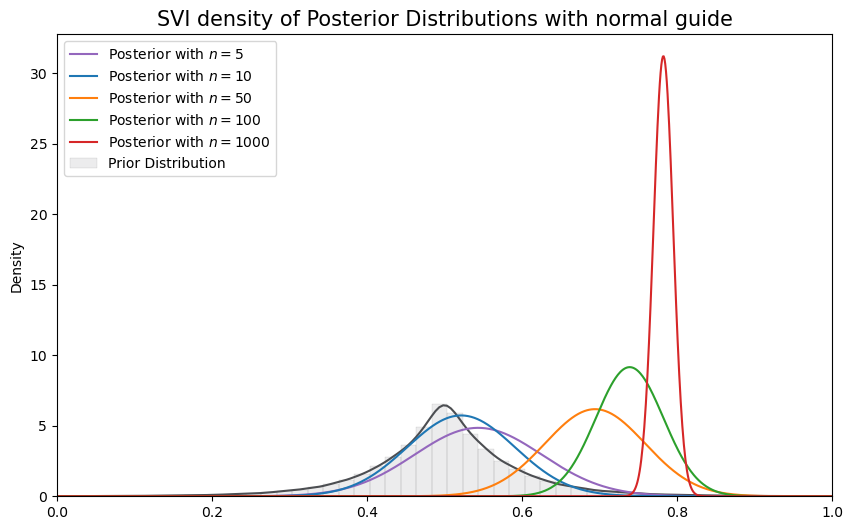 SVI density of Posterior Distributions with normal guide
Posterior with n = 5
Posterior with n = 10
Posterior with n = 50
Posterior with n = 100
Posterior with n = 1000
Prior Distribution
Density
30
25
20
15
10
5
0
0.0 0.2 0.4 0.6 0.8 1.0